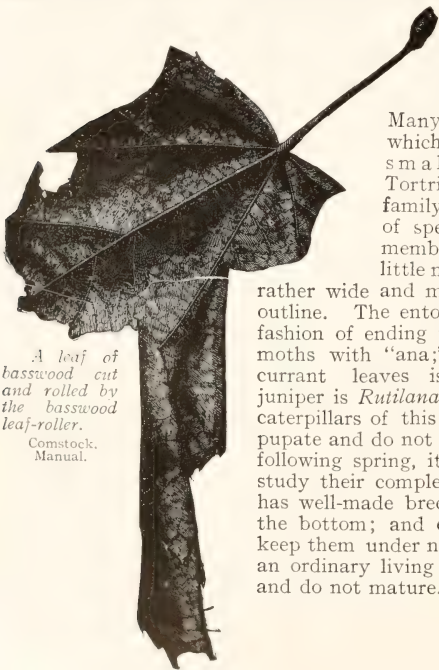 Many
which
smal
Tortri
family
of spe
memb
little n
rather wide and m
outline. The ento
fashion of ending
moths with "ana;"
currant leaves is
juniper is Rutilana
caterpillars of this
pupate and do not
following spring, it
study their comple
has well-made bree
the bottom; and
keep them under n
an ordinary living
and do not mature.
A leaf of
basswood cut
and rolled by
the basswood
leaf-roller.
Comstock.
Manual.